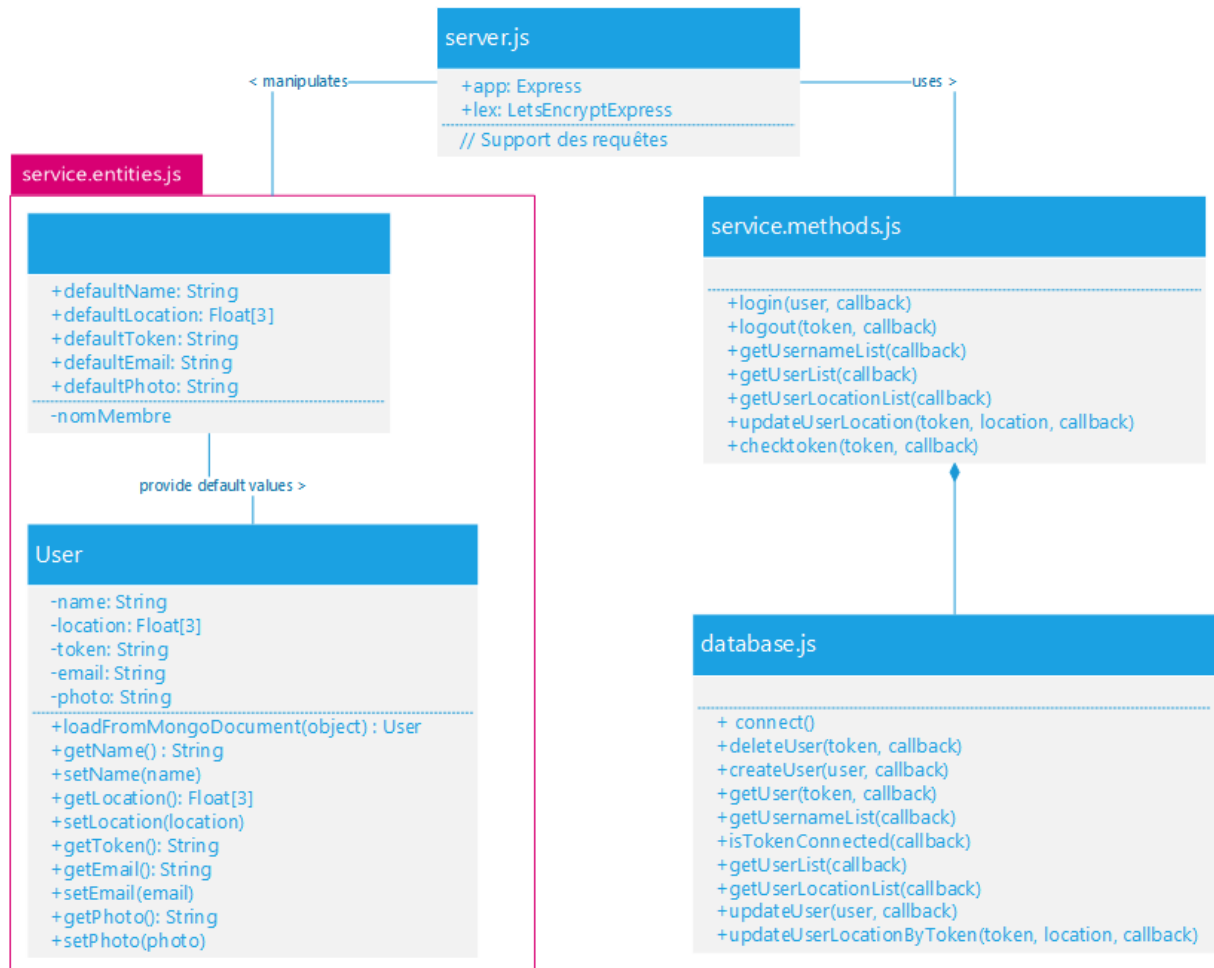 server.js
+app: Express
+lex: LetsEncryptExpress
// Support des requêtes
< manipulates
uses >
service.entities.js
+defaultName: String
+defaultLocation: Float[3]
+defaultToken: String
+defaultEmail: String
+defaultPhoto: String
-nomMembre
provide default values >
User
-name: String
-location: Float[3]
-token: String
-email: String
-photo: String
+loadFromMongoDocument(object) : User
+getName() : String
+setName(name)
+getLocation(): Float[3]
+setLocation(location)
+getToken(): String
+getEmail(): String
+setEmail(email)
+getPhoto(): String
+setPhoto(photo)
service.methods.js
+login(user, callback)
+logout(token, callback)
+getUsernameList(callback)
+getUserList(callback)
+getUserLocationList(callback)
+updateUserLocation(token, location, callback)
+checktoken(token, callback)
database.js
+ connect()
+deleteUser(token, callback)
+createUser(user, callback)
+getUser(token, callback)
+getUsernameList(callback)
+isTokenConnected(callback)
+getUserList(callback)
+getUserLocationList(callback)
+updateUser(user, callback)
+updateUserLocationByToken(token, location, callback)